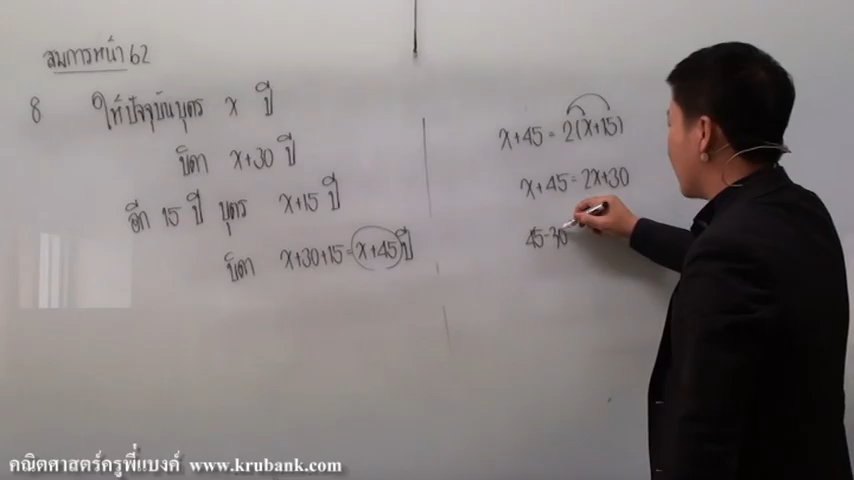 สมการหน้า 62
8 ให้ปัจจุบันบุตร x ปี
บิดา x+30 ปี
อีก 15 ปี บุตร x+15 ปี
บิดา x+30+15=x+45 ปี
x+45 = 2(x+15)
x+45 = 2x+30
45-30
คณิตศาสตร์ครูพี่แบงค์ www.krubank.com